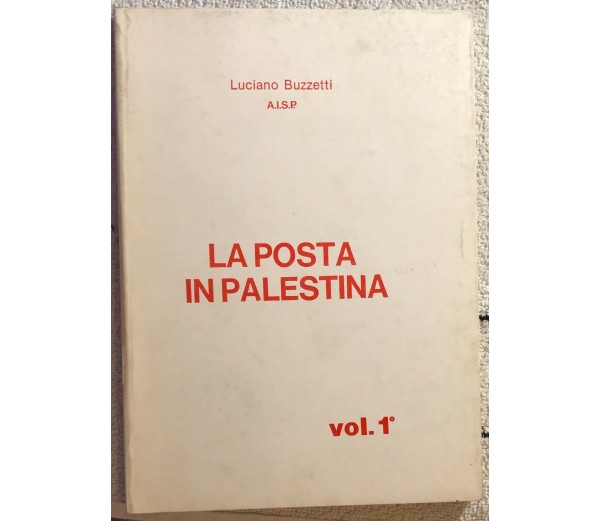 Luciano Buzzetti
A.I.S.P.
LA POSTA
IN PALESTINA
vol. 1°